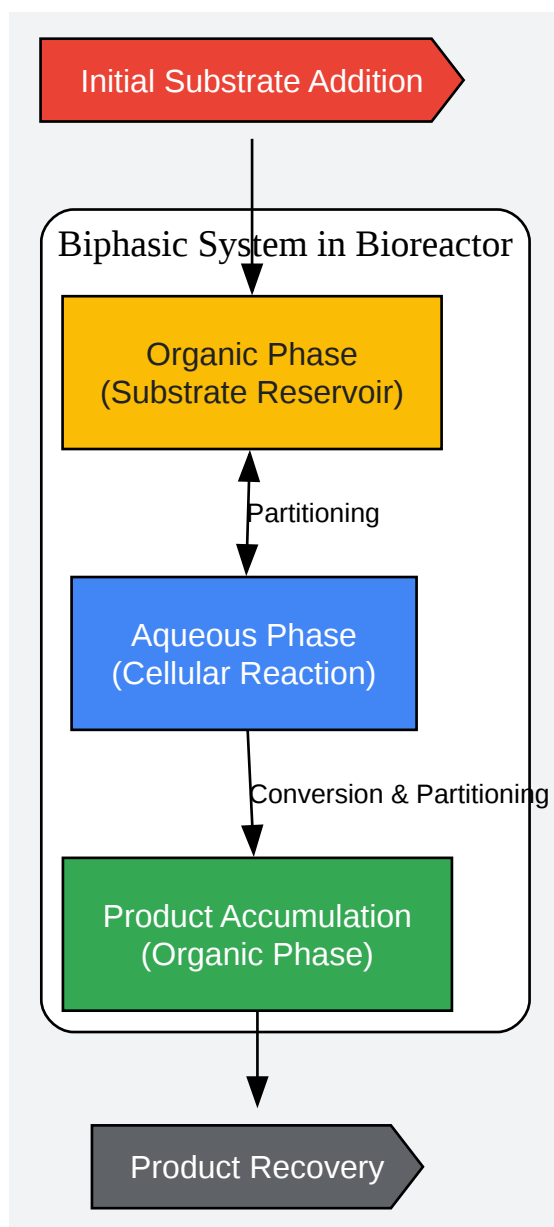 Initial Substrate Addition
Biphasic System in Bioreactor
Organic Phase
(Substrate Reservoir)
Partitioning
Aqueous Phase
(Cellular Reaction)
Conversion & Partitioning
Product Accumulation
(Organic Phase)
Product Recovery